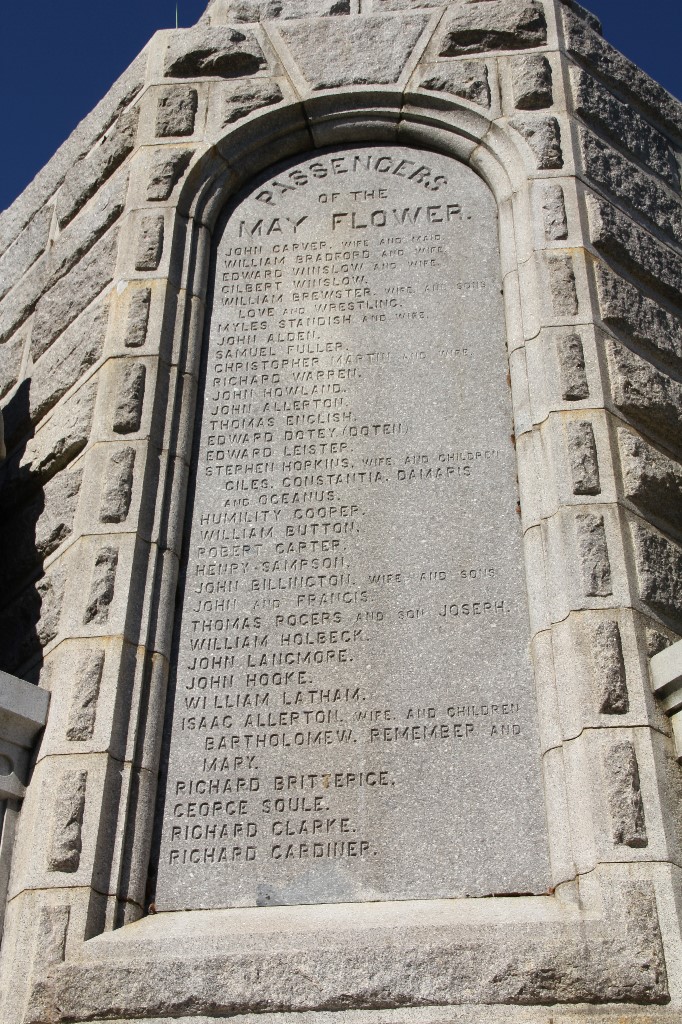 PASSENGERS
OF THE
MAY FLOWER.
JOHN CARVER. WIFE AND MAID.
WILLIAM BRADFORD AND WIFE.
EDWARD WINSLOW AND WIFE.
GILBERT WINSLOW.
WILLIAM BREWSTER. WIFE AND SONS
LOVE AND WRESTLING.
MYLES STANDISH AND WIFE.
JOHN ALDEN.
SAMUEL FULLER.
CHRISTOPHER MARTIN AND WIFE.
RICHARD WARREN.
JOHN HOWLAND.
JOHN ALLERTON.
THOMAS ENGLISH.
EDWARD DOTEY (DOTEN)
EDWARD LEISTER.
STEPHEN HOPKINS. WIFE AND CHILDREN
GILES. CONSTANTIA. DAMARIS
AND OCEANUS.
HUMILITY COOPER.
WILLIAM BUTTON.
ROBERT CARTER.
HENRY SAMPSON.
JOHN BILLINGTON. WIFE AND SONS
JOHN AND FRANCIS.
THOMAS ROGERS AND SON JOSEPH.
WILLIAM HOLBECK.
JOHN LANGMORE.
JOHN HOOKE.
WILLIAM LATHAM.
ISAAC ALLERTON. WIFE. AND CHILDREN
BARTHOLOMEW. REMEMBER AND
MARY.
RICHARD BRITTERIGE.
GEORGE SOULE.
RICHARD CLARKE.
RICHARD GARDINER.